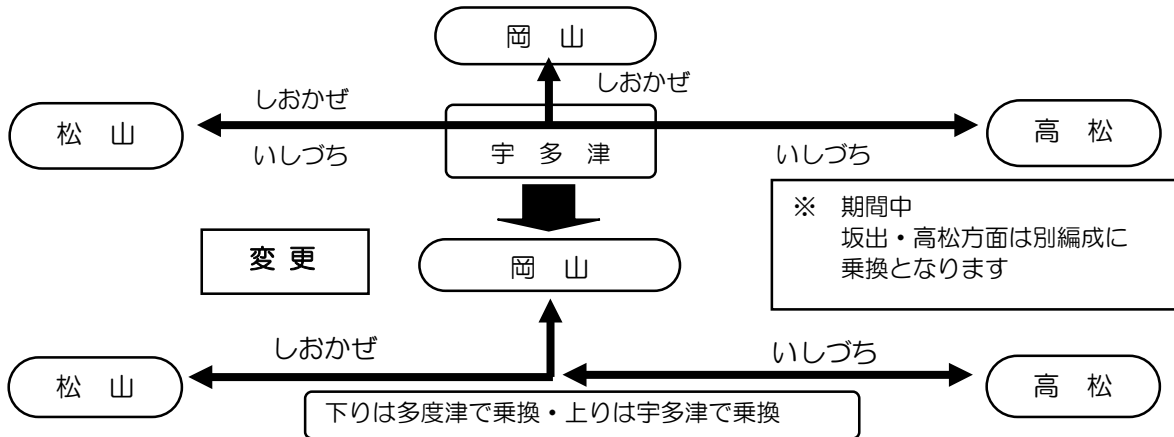 岡 山
しおかぜ
しおかぜ
松 山
高 松
宇 多 津
いしづち
いしづち
※ 期間中
坂出・高松方面は別編成に
乗換となります
変 更
岡 山
しおかぜ
いしづち
松 山
高 松
下りは多度津で乗換・上りは宇多津で乗換